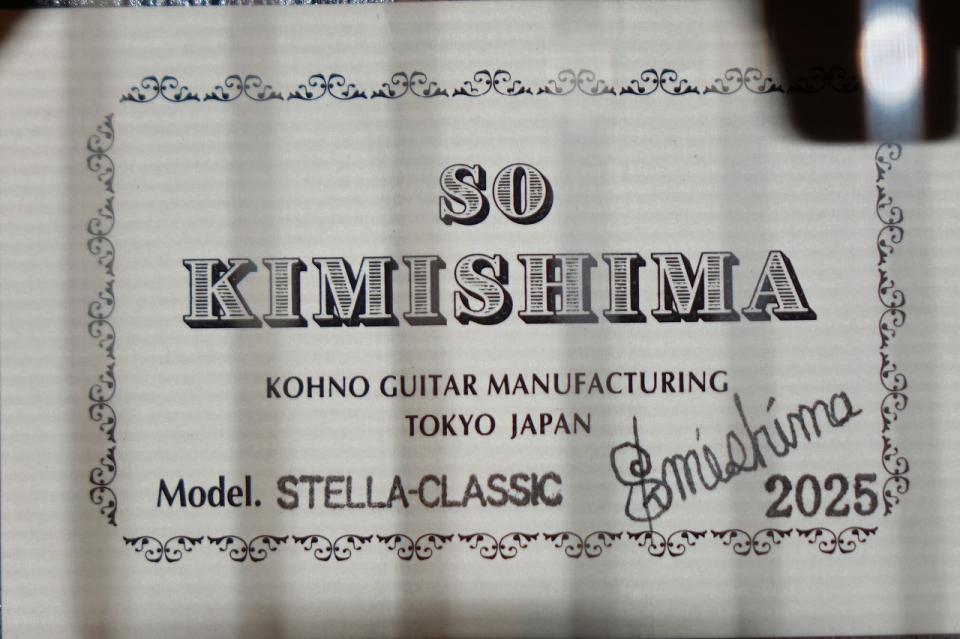 SO
KIMISHIMA
KOHNO GUITAR MANUFACTURING
TOKYO JAPAN
Model. STELLA-CLASSIC
2025